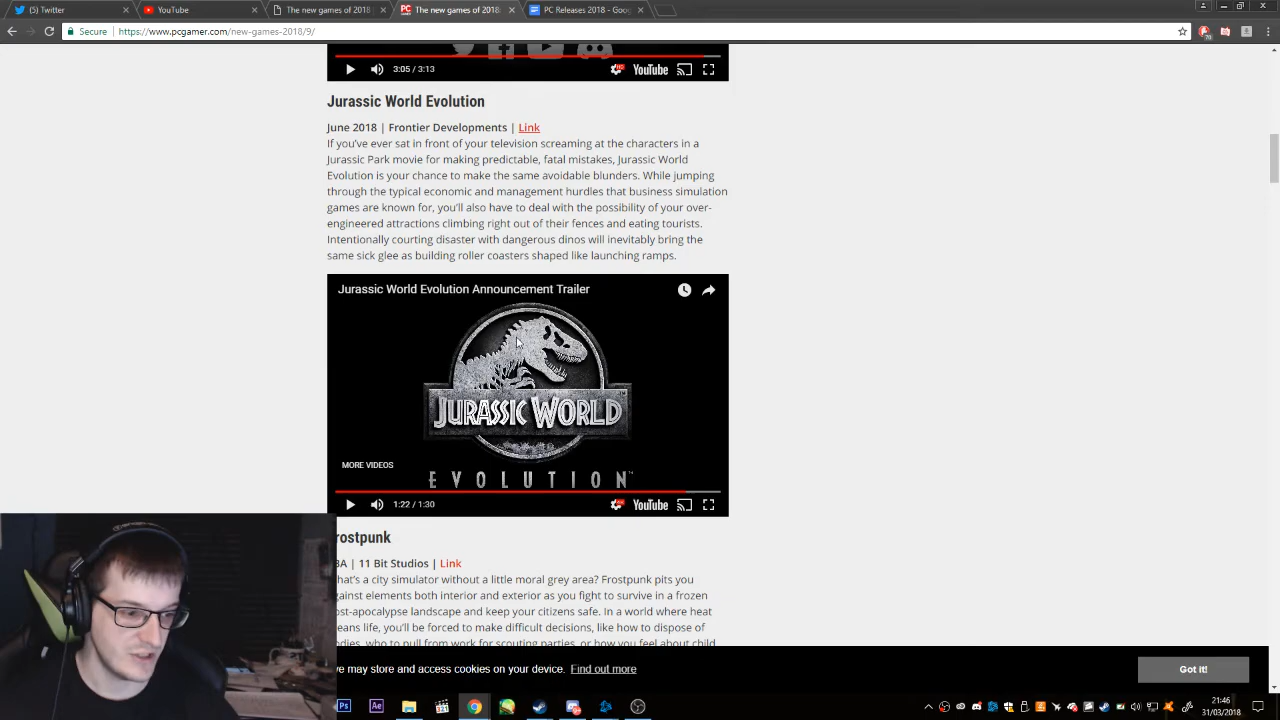 (5) Twitter
YouTube
The new games of 2018
The new games of 2018:
PC Releases 2018 - Goo
Secure
https://www.pcgamer.com/new-games-2018/9/
3:05 / 3:13
YouTube
Jurassic World Evolution
June 2018 | Frontier Developments | Link
If you've ever sat in front of your television screaming at the characters in a
Jurassic Park movie for making predictable, fatal mistakes, Jurassic World
Evolution is your chance to make the same avoidable blunders. While jumping
through the typical economic and management hurdles that business simulation
games are known for, you'll also have to deal with the possibility of your over-
engineered attractions climbing right out of their fences and eating tourists.
Intentionally courting disaster with dangerous dinos will inevitably bring the
same sick glee as building roller coasters shaped like launching ramps.
Jurassic World Evolution Announcement Trailer
JURASSIC WORLD
EVOLUTION
MORE VIDEOS
1:22 / 1:30
YouTube
rostpunk
BA | 11 Bit Studios | Link
hat's a city simulator without a little moral grey area? Frostpunk pits you
gainst elements both interior and exterior as you fight to survive in a frozen
ost-apocalypse landscape and keep your citizens safe. In a world where heat
eans life, you'll be forced to make difficult decisions, like how to dispose of
odies, who to pull from work for scouting parties, or how you feel about child
e may store and access cookies on your device. Find out more
Got it!
Ps
Ae
21:46
31/03/2018